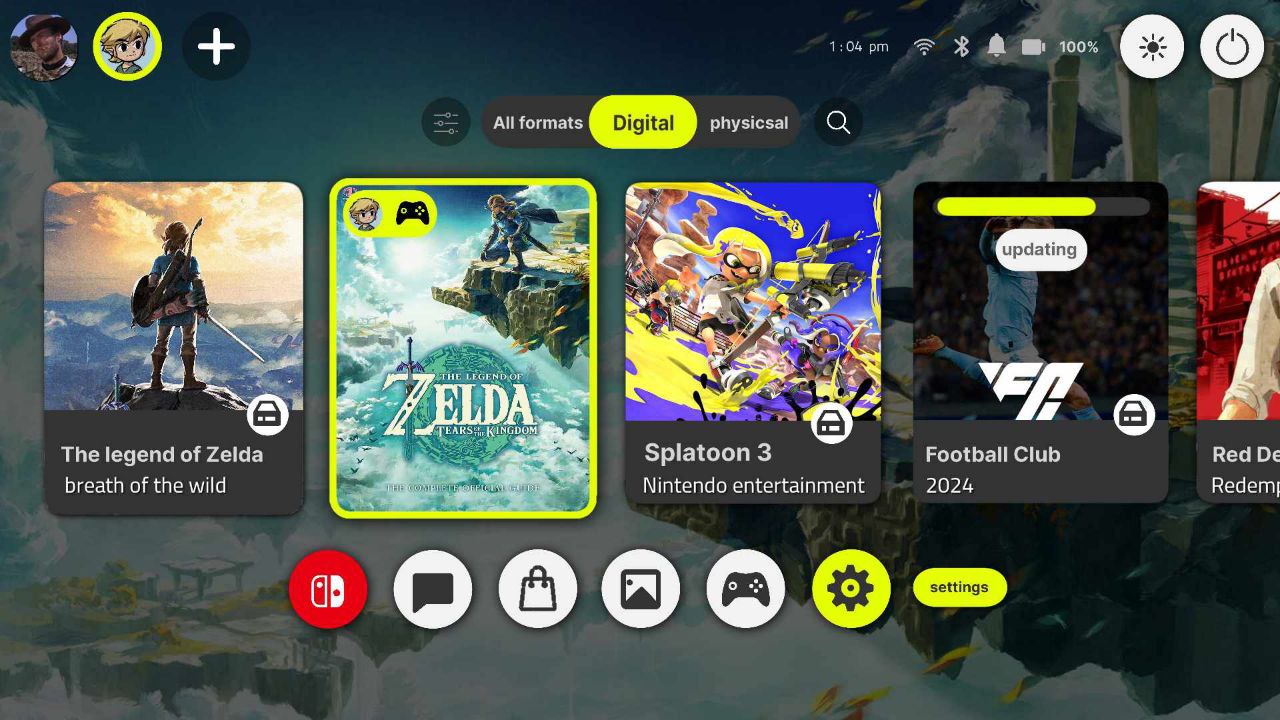 1:04 pm
100%
All formats
Digital
physicsal
THE LEGEND OF
ZELDA
TEARS OF THE KINGDOM
THE COMPLETE OFFICIAL GUIDE
updating
FC
The legend of Zelda
breath of the wild
Splatoon 3
Nintendo entertainment
Football Club
2024
Red De
Redemp
settings